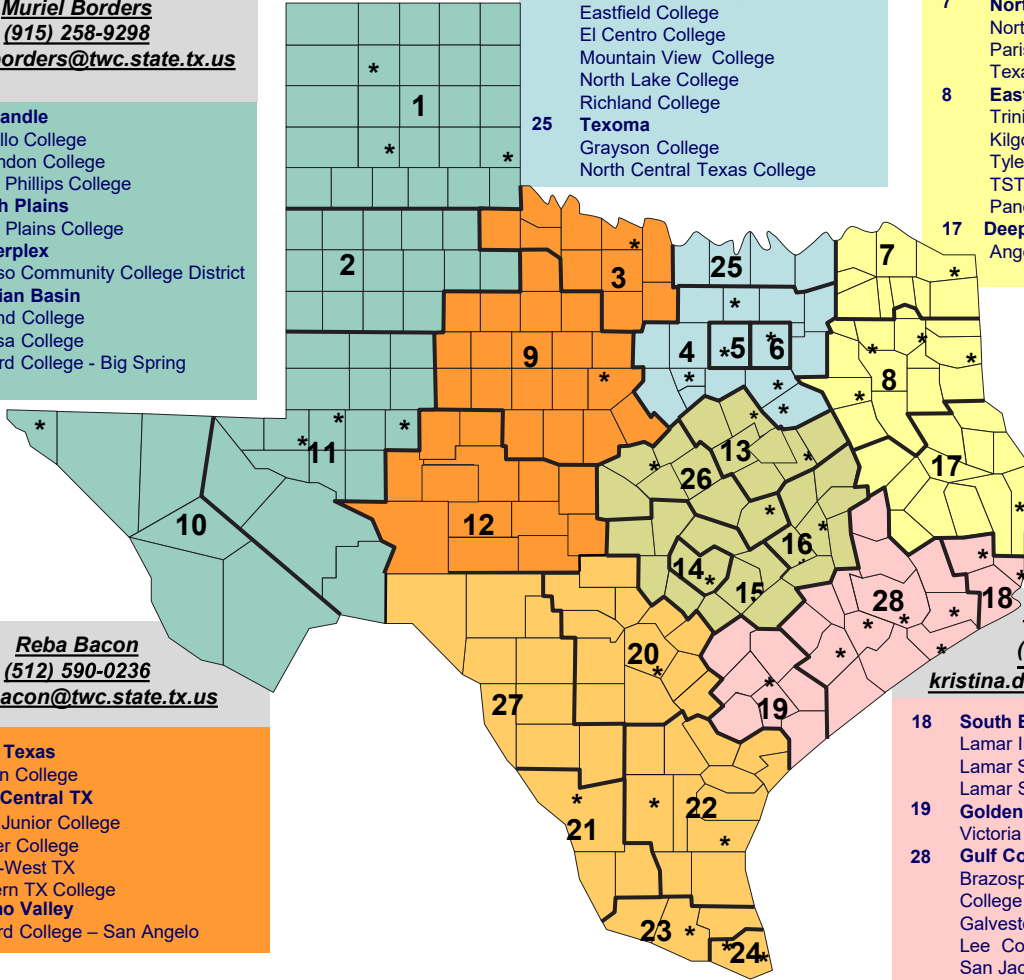 Muriel Borders
(915) 258-9298
orders@twc.state.tx.us
andle
llo College
ndon College
Phillips College
h Plains
Plains College
erplex
so Community College District
ian Basin
nd College
sa College
rd College - Big Spring
Eastfield College
El Centro College
Mountain View College
North Lake College
Richland College
25 Texoma
Grayson College
North Central Texas College
7 Nort
Nort
Paris
Texa
8 East
Trini
Kilgo
Tyle
TST
Pano
17 Deep
Ange
1
2
3
25
7
4
5
6
9
8
11
13
26
17
10
12
16
14
15
28
18
20
27
19
22
21
23
24
Reba Bacon
(512) 590-0236
acon@twc.state.tx.us
Texas
n College
Central TX
Junior College
er College
-West TX
ern TX College
ho Valley
rd College – San Angelo
(
kristina.d
18 South E
Lamar I
Lamar S
Lamar S
19 Golden
Victoria
28 Gulf Co
Brazosp
College
Galvest
Lee Co
San Jac